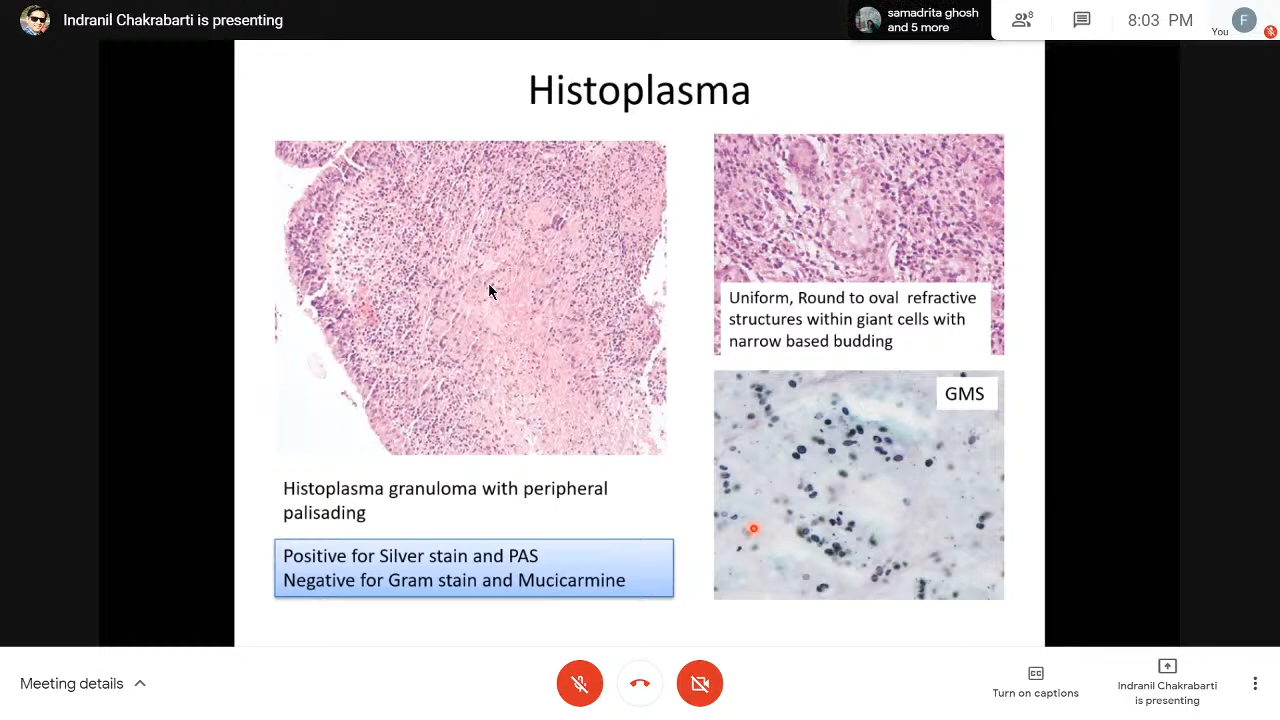 Indranil Chakrabarti is presenting
samadrita ghosh
and 5 more
8
8:03 PM
You
F
Histoplasma
Uniform, Round to oval refractive
structures within giant cells with
narrow based budding
GMS
Histoplasma granuloma with peripheral
palisading
Positive for Silver stain and PAS
Negative for Gram stain and Mucicarmine
Meeting details
CC
Turn on captions
Indranil Chakrabarti
is presenting